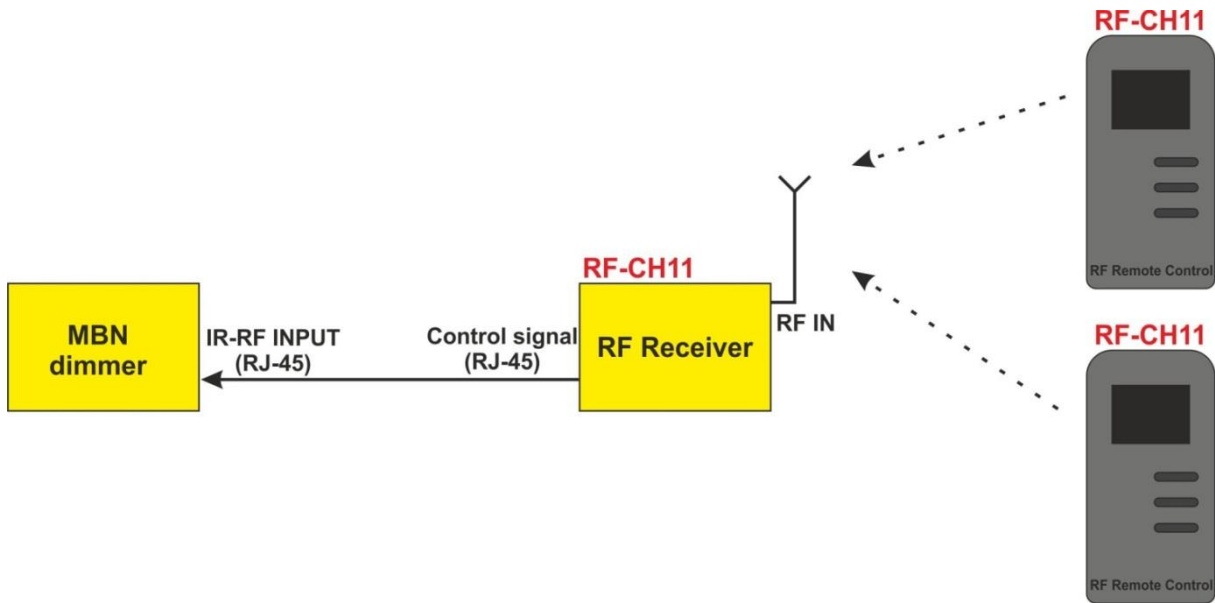 RF-CH11
RF Remote Control
RF-CH11
MBN
dimmer
IR-RF INPUT
(RJ-45)
Control signal
(RJ-45)
RF Receiver
RF IN
RF-CH11
RF Remote Control